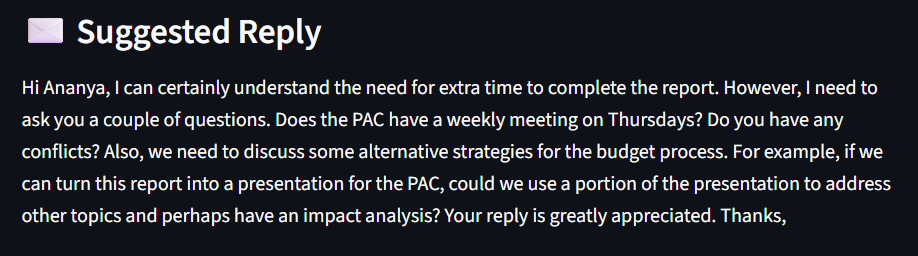 Suggested Reply
Hi Ananya, I can certainly understand the need for extra time to complete the report. However, I need to
ask you a couple of questions. Does the PAC have a weekly meeting on Thursdays? Do you have any
conflicts? Also, we need to discuss some alternative strategies for the budget process. For example, if we
can turn this report into a presentation for the PAC, could we use a portion of the presentation to address
other topics and perhaps have an impact analysis? Your reply is greatly appreciated. Thanks,